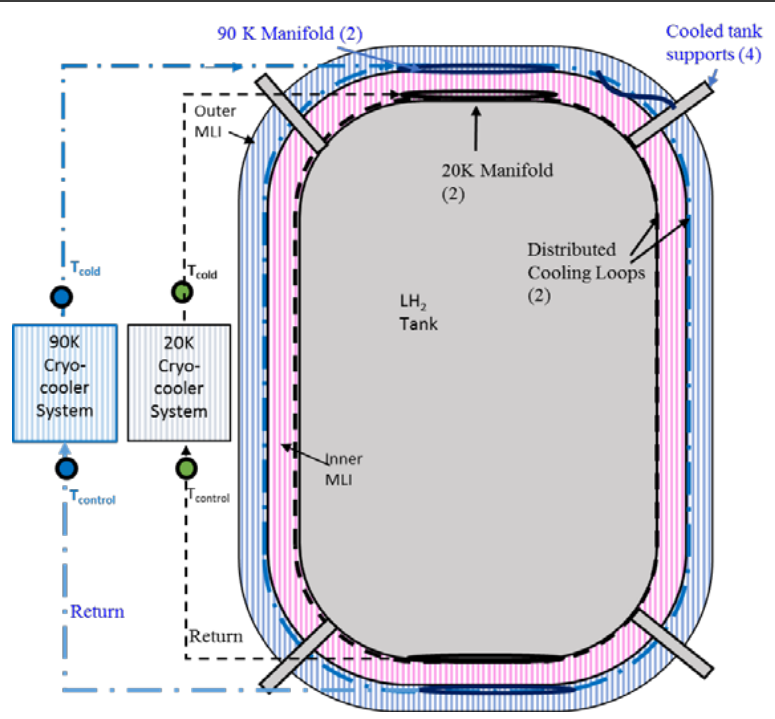 90 K Manifold (2)
Cooled tank
supports (4)
Outer
MLI
20K Manifold
(2)
Distributed
Cooling Loops
(2)
Tcold
Tcold
LH2
Tank
90K
Cryo-
cooler
System
20K
Cryo-
cooler
System
Inner
MLI
Tcontrol
Tcontrol
Return
Return